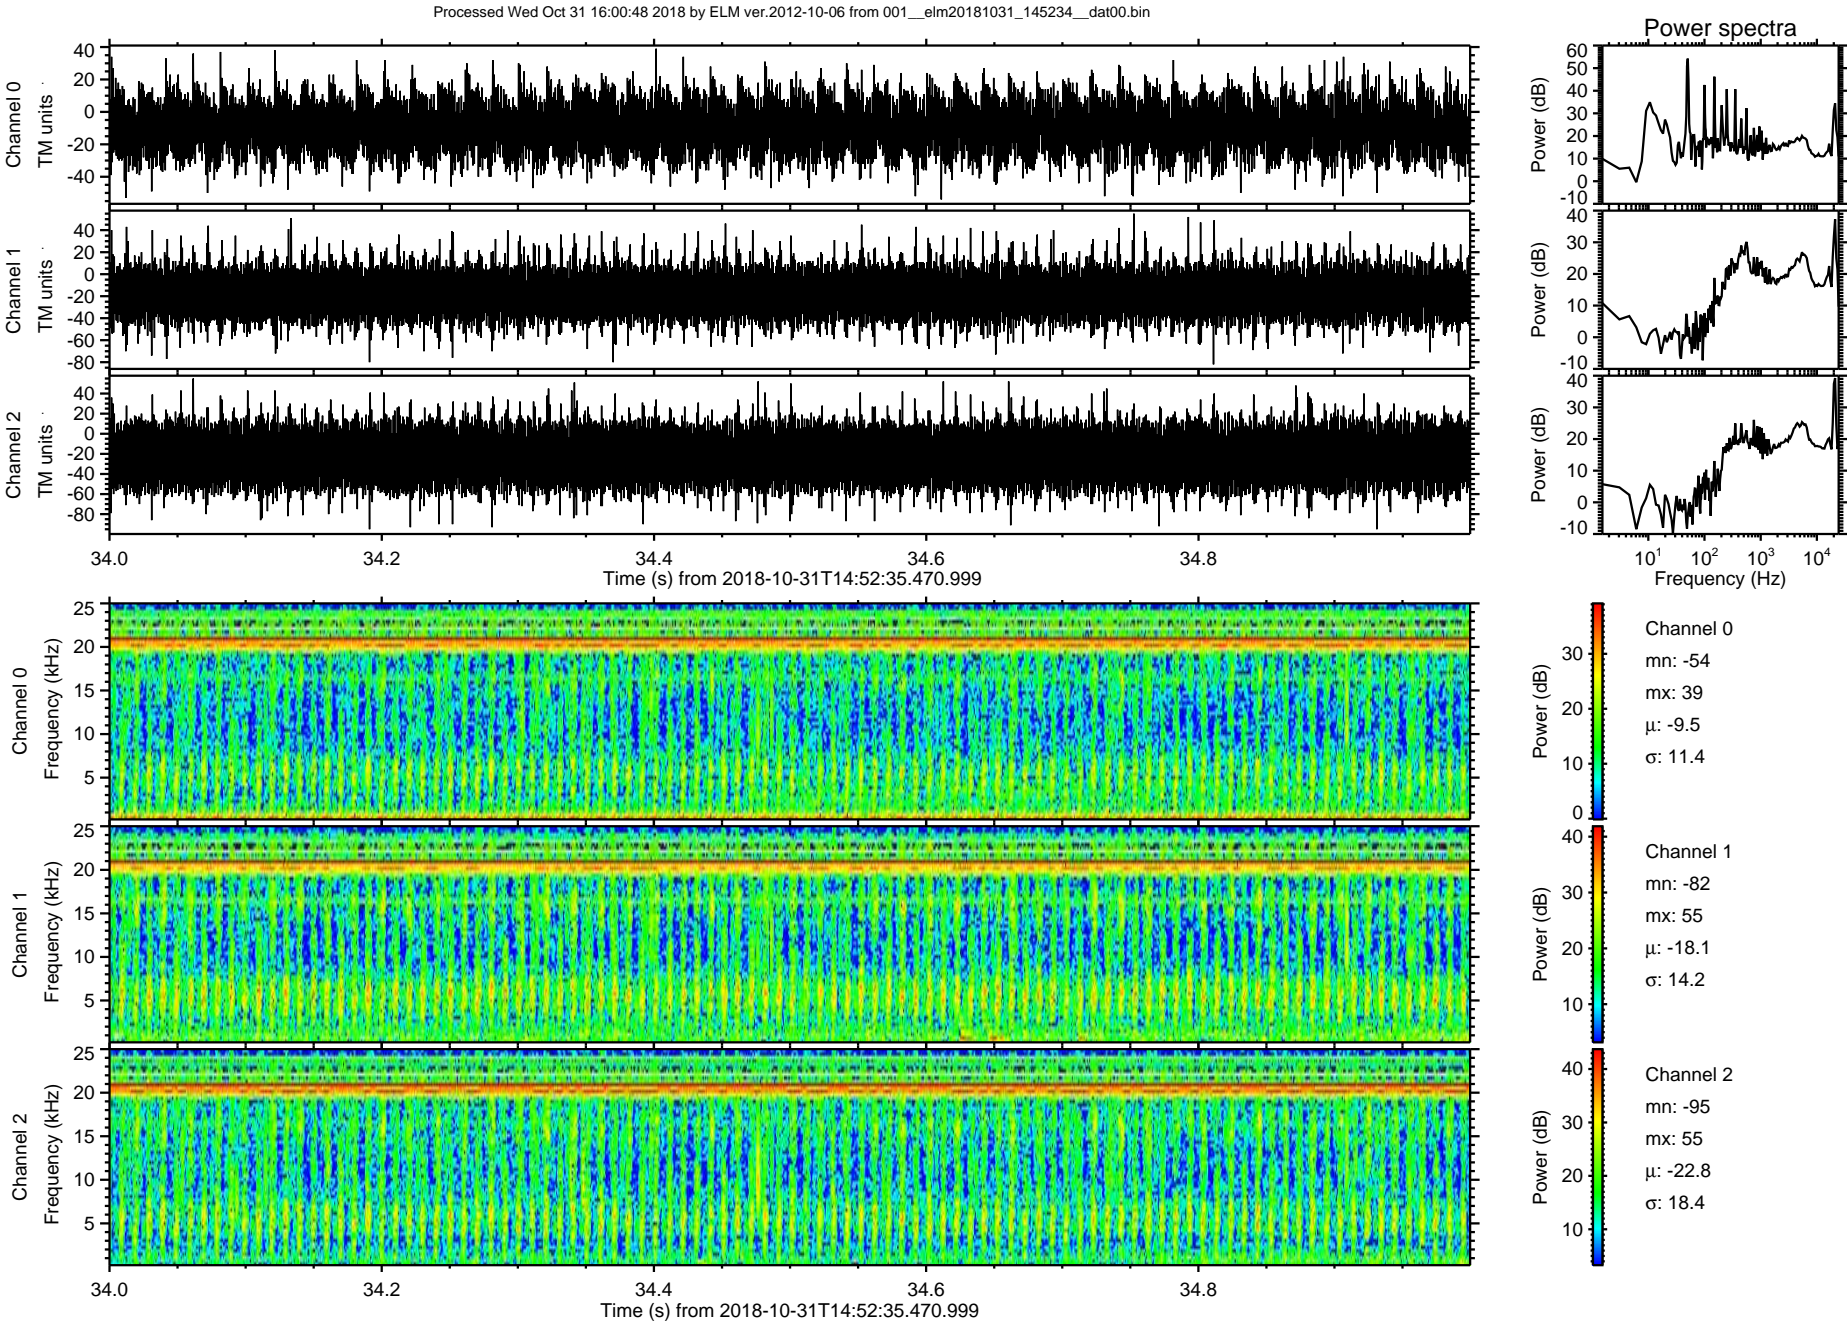 Processed Wed Oct 31 16:00:48 2018 by ELM ver.2012-10-06 from 001__elm20181031_145234__dat00.bin
Power spectra
Channel 0
TM units
40
20
0
-20
-40
Power (dB)
60
50
40
30
20
10
0
-10
Channel 1
TM units
40
20
0
-20
-40
-60
-80
Power (dB)
40
30
20
10
0
-10
Channel 2
TM units
40
20
0
-20
-40
-60
-80
Power (dB)
40
30
20
10
0
-10
34.0 34.2 34.4 34.6 34.8
Time (s) from 2018-10-31T14:52:35.470.999
10^1 10^2 10^3 10^4
Frequency (Hz)
Channel 0
Frequency (kHz)
25
20
15
10
5
Power (dB)
30
20
10
0
Channel 0
mn: -54
mx: 39
μ: -9.5
σ: 11.4
Channel 1
Frequency (kHz)
25
20
15
10
5
Power (dB)
40
30
20
10
Channel 1
mn: -82
mx: 55
μ: -18.1
σ: 14.2
Channel 2
Frequency (kHz)
25
20
15
10
5
Power (dB)
40
30
20
10
Channel 2
mn: -95
mx: 55
μ: -22.8
σ: 18.4
34.0 34.2 34.4 34.6 34.8
Time (s) from 2018-10-31T14:52:35.470.999